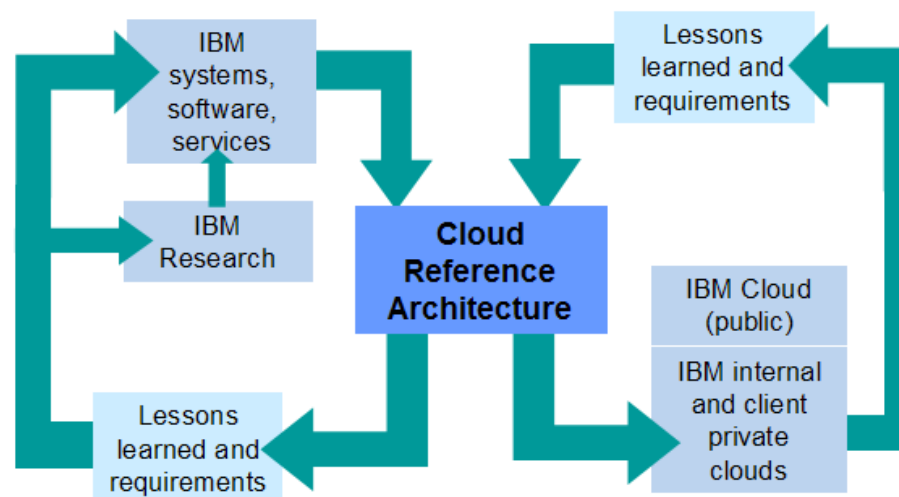 IBM
systems,
software,
services
IBM
Research
Lessons
learned and
requirements
Cloud
Reference
Architecture
Lessons
learned and
requirements
IBM Cloud
(public)
IBM internal
and client
private
clouds